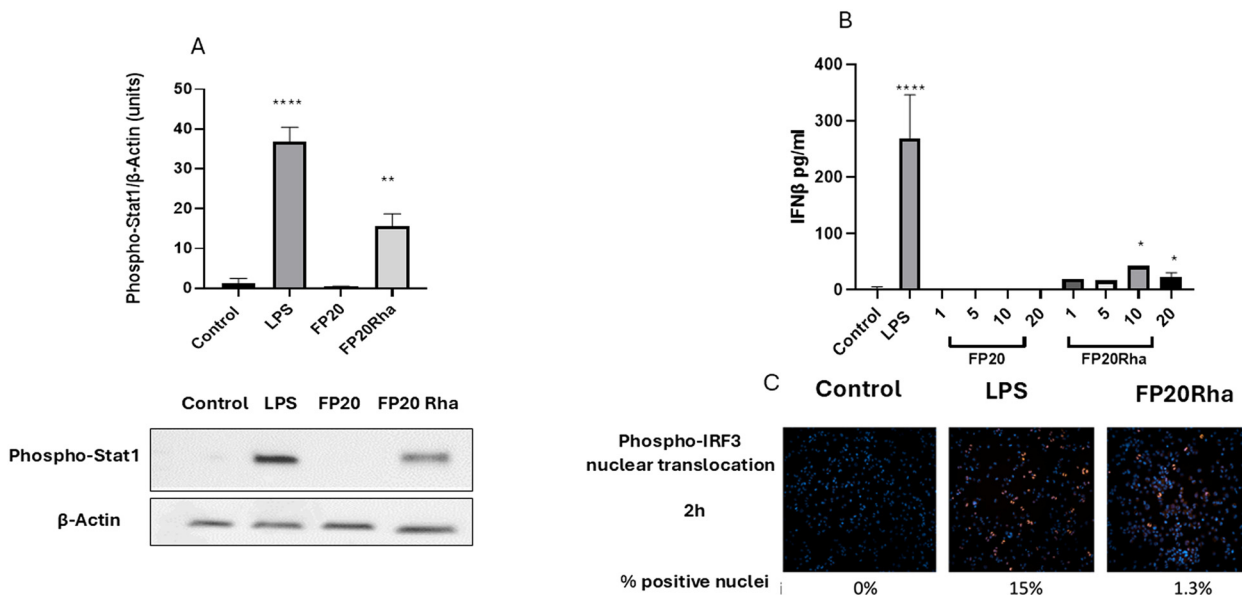 A
Phospho-Stat1/β-Actin (units)
50
40
30
20
10
0
****
**
Control
LPS
FP20
FP20Rha
Control LPS FP20 FP20 Rha
Phospho-Stat1
β-Actin
B
IFNβ pg/ml
400
300
200
100
0
****
*
*
Control
LPS
1 5 10 20
1 5 10 20
FP20
FP20Rha
C
Control LPS FP20Rha
Phospho-IRF3
nuclear translocation
2h
% positive nuclei 0% 15% 1.3%